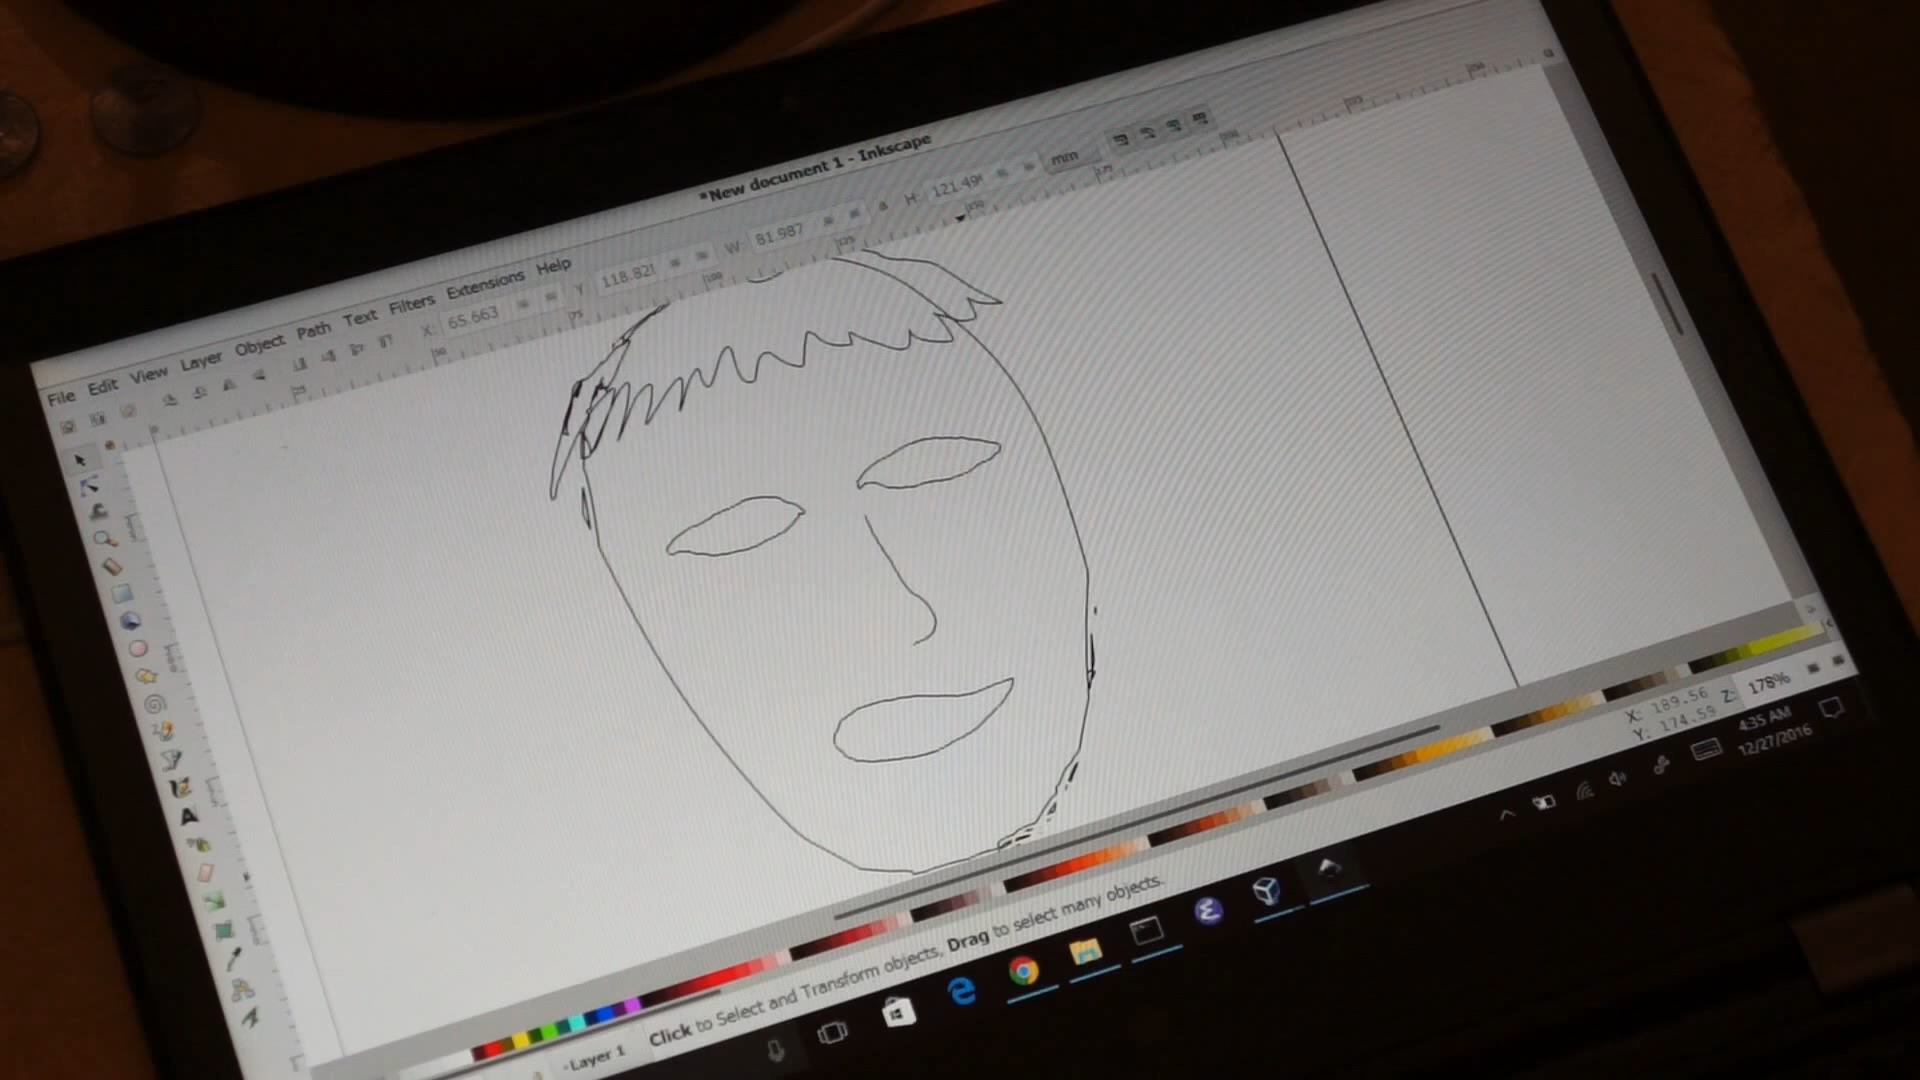 *New document 1 - Inkscape
File Edit View Layer Object Path Text Filters Extensions Help
X: 65.663 Y 118.821 W: 81.987 H: 121.49 mm
A
X: 189.56
Y: 174.59
Z: 178%
-Layer 1
Click to Select and Transform objects, Drag to select many objects.
4:35 AM
12/27/2016